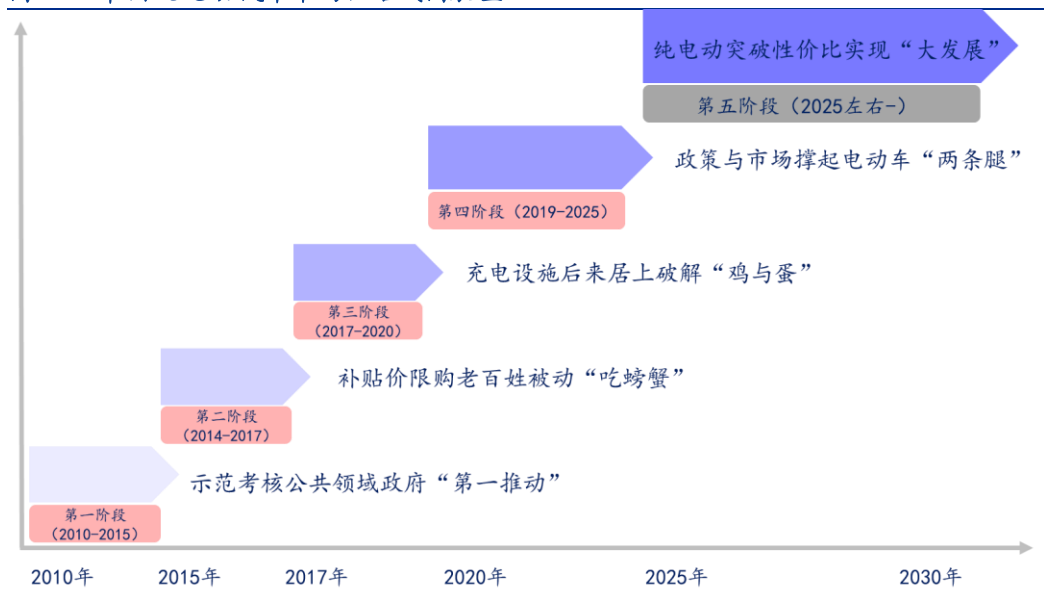 纯电动突破性价比实现“大发展”
第五阶段（2025左右-）
政策与市场撑起电动车“两条腿”
第四阶段（2019-2025）
充电设施后来居上破解“鸡与蛋”
第三阶段
（2017-2020）
补贴价限购老百姓被动“吃螃蟹”
第二阶段
（2014-2017）
示范考核公共领域政府“第一推动”
第一阶段
（2010-2015）
2010年 2015年 2017年 2020年 2025年 2030年